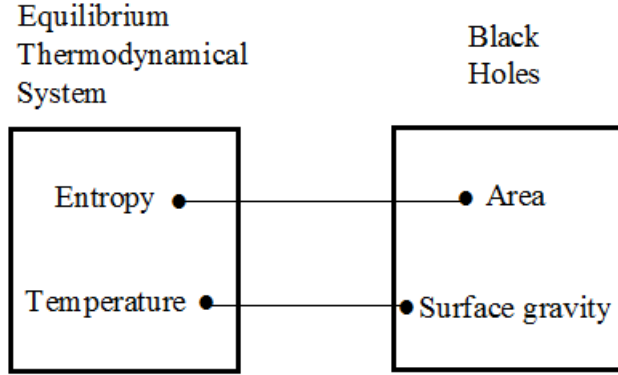 Equilibrium
Thermodynamical
System
Black
Holes
Entropy
Area
Temperature
Surface gravity